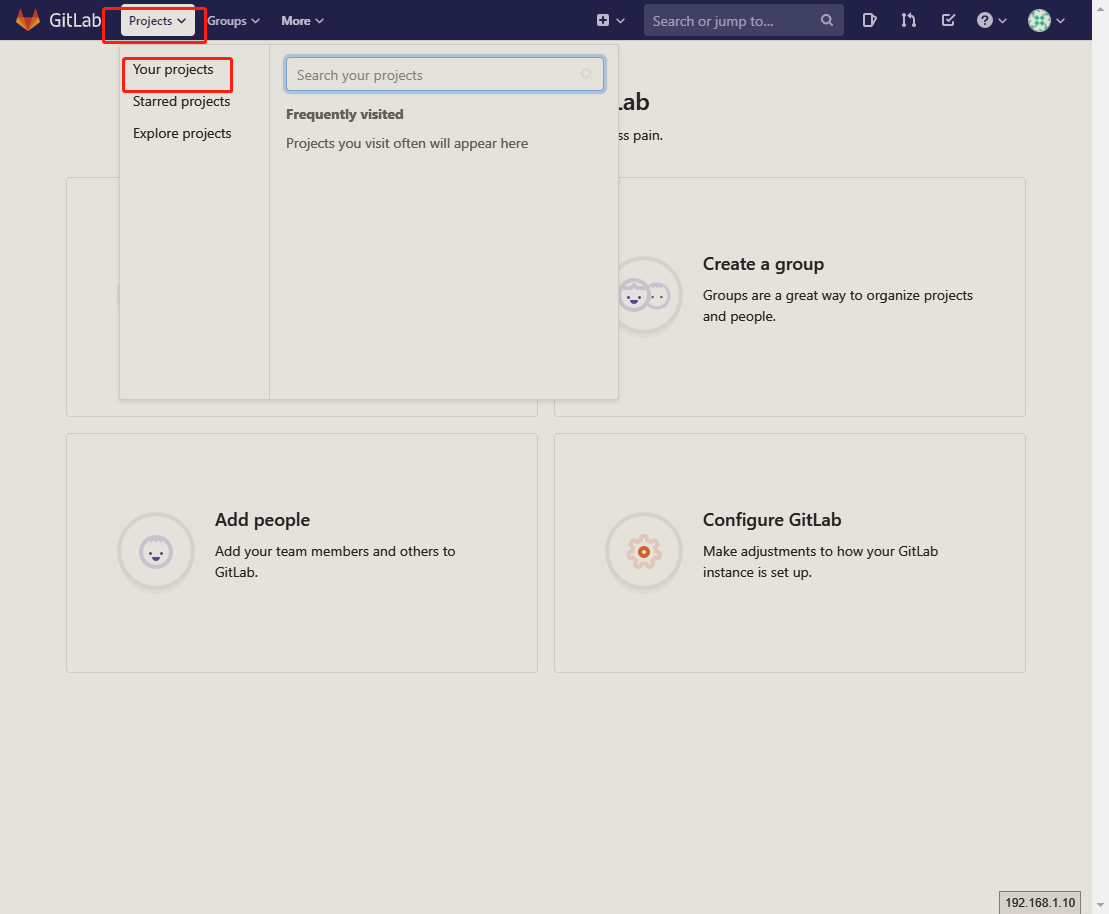 GitLab Projects Groups More Search or jump to...
Your projects
Starred projects
Explore projects
Search your projects
Frequently visited
Projects you visit often will appear here
Lab
ss pain.
Create a group
Groups are a great way to organize projects
and people.
Add people
Add your team members and others to
GitLab.
Configure GitLab
Make adjustments to how your GitLab
instance is set up.
192.168.1.10